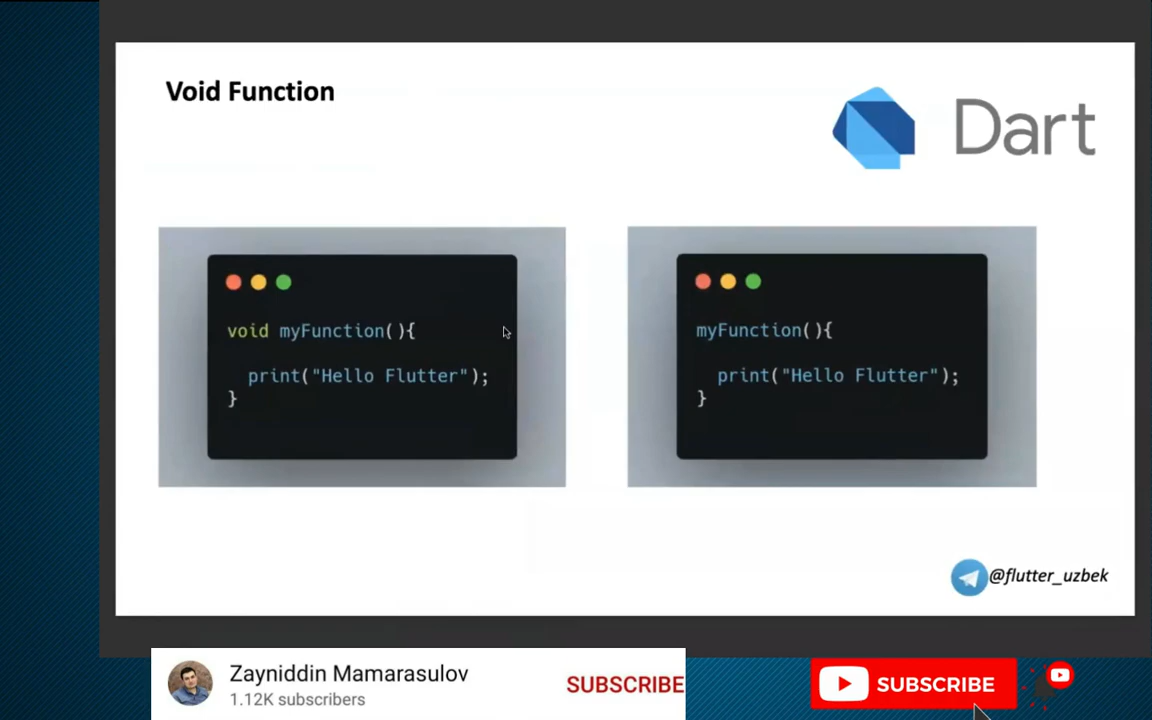 Void Function
Dart
void myFunction(){
print("Hello Flutter");
}
myFunction(){
print("Hello Flutter");
}
@flutter_uzbek
Zayniddin Mamarasulov
1.12K subscribers
SUBSCRIBE
SUBSCRIBE